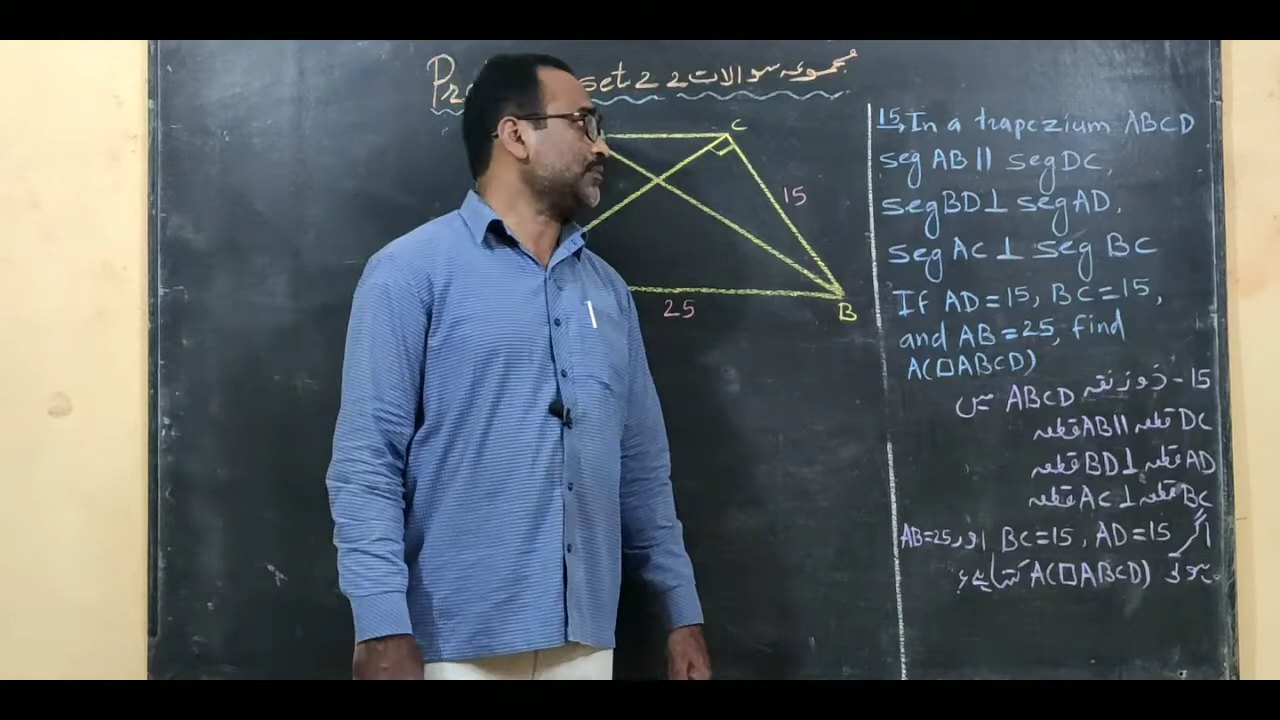 set 2 2 مجموعہ سوالات
C
15
25
B
15, In a trapezium ABCD
seg AB || seg DC,
seg BD ⊥ seg AD,
seg AC ⊥ seg BC
If AD = 15, BC = 15,
and AB = 25, find
A(□ABCD)
15 - ذوزنقہ ABCD میں
قطعہ AB || قطعہ DC
قطعہ BD ⊥ قطعہ AD
قطعہ AC ⊥ قطعہ BC
اگر AD = 15 , BC = 15 اور AB = 25
A(□ABCD)